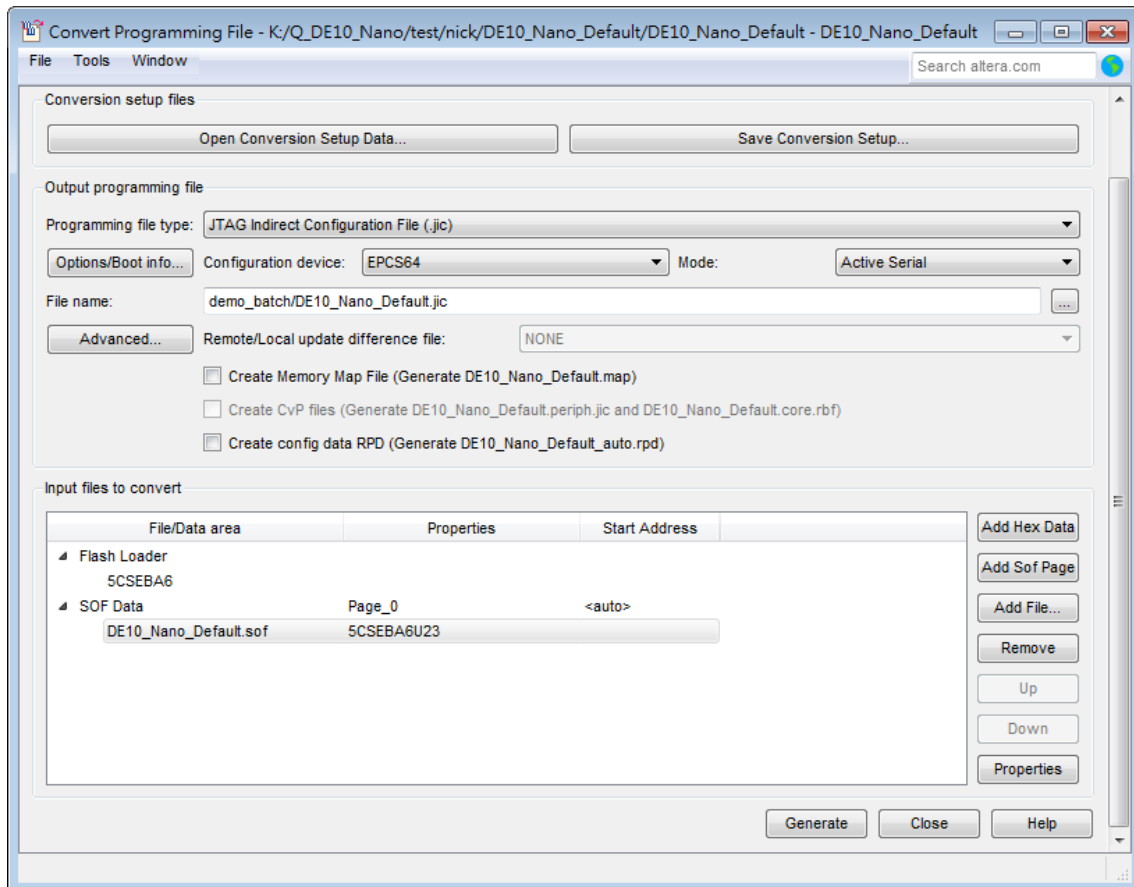 Convert Programming File - K:/Q_DE10_Nano/test/nick/DE10_Nano_Default/DE10_Nano_Default - DE10_Nano_Default
File Tools Window Search altera.com
Conversion setup files
Open Conversion Setup Data... Save Conversion Setup...
Output programming file
Programming file type: JTAG Indirect Configuration File (.jic)
Options/Boot info... Configuration device: EPCS64 Mode: Active Serial
File name: demo_batch/DE10_Nano_Default.jic ...
Advanced... Remote/Local update difference file: NONE
Create Memory Map File (Generate DE10_Nano_Default.map)
Create CvP files (Generate DE10_Nano_Default.periph.jic and DE10_Nano_Default.core.rbf)
Create config data RPD (Generate DE10_Nano_Default_auto.rpd)
Input files to convert
File/Data area Properties Start Address Add Hex Data
Flash Loader
5CSEBA6 Add Sof Page
SOF Data Page_0 <auto> Add File...
DE10_Nano_Default.sof 5CSEBA6U23
Remove
Up
Down
Properties
Generate Close Help